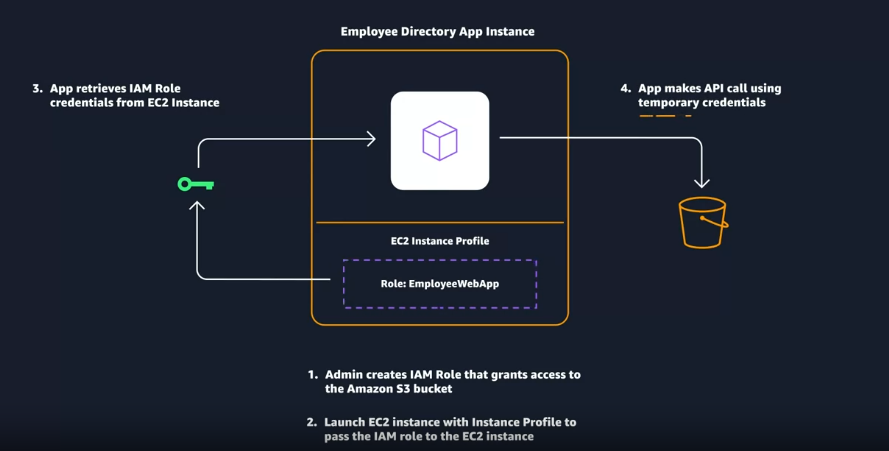 Employee Directory App Instance
3. App retrieves IAM Role
credentials from EC2 Instance
4. App makes API call using
temporary credentials
EC2 Instance Profile
Role: EmployeeWebApp
1. Admin creates IAM Role that grants access to
the Amazon S3 bucket
2. Launch EC2 instance with Instance Profile to
pass the IAM role to the EC2 instance